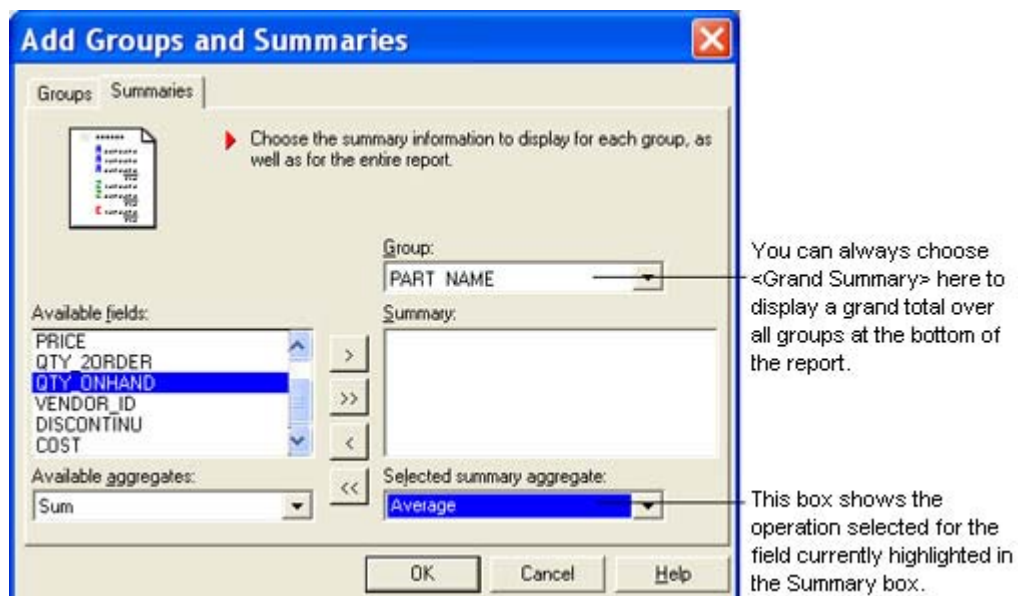 Add Groups and Summaries
Groups Summaries
Choose the summary information to display for each group, as
well as for the entire report.
Group:
PART NAME
Available fields:
PRICE
QTY_2ORDER
QTY_ONHAND
VENDOR_ID
DISCONTINU
COST
>
>>
<
<<
Summary:
Available aggregates:
Sum
Selected summary aggregate:
Average
OK Cancel Help
You can always choose
<Grand Summary> here to
display a grand total over
all groups at the bottom of
the report.
This box shows the
operation selected for the
field currently highlighted in
the Summary box.